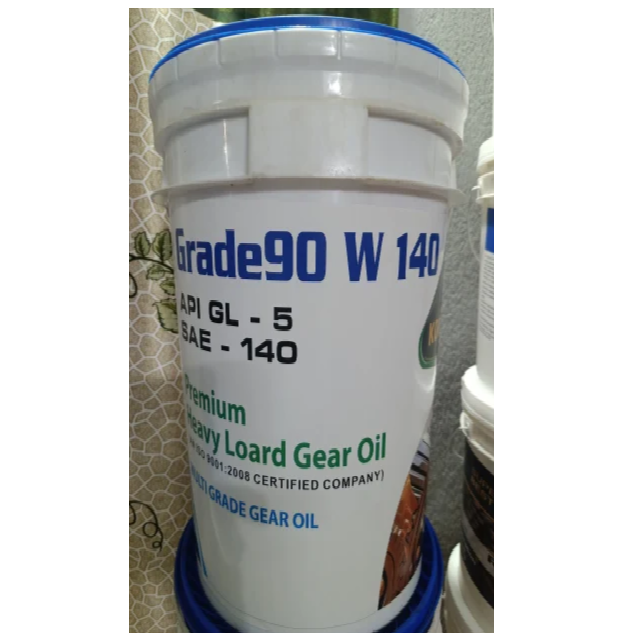 Grade90 W 140
API GL - 5
SAE - 140
Premium
Heavy Loard Gear Oil
ISO 9001:2008 CERTIFIED COMPANY)
MULTI GRADE GEAR OIL